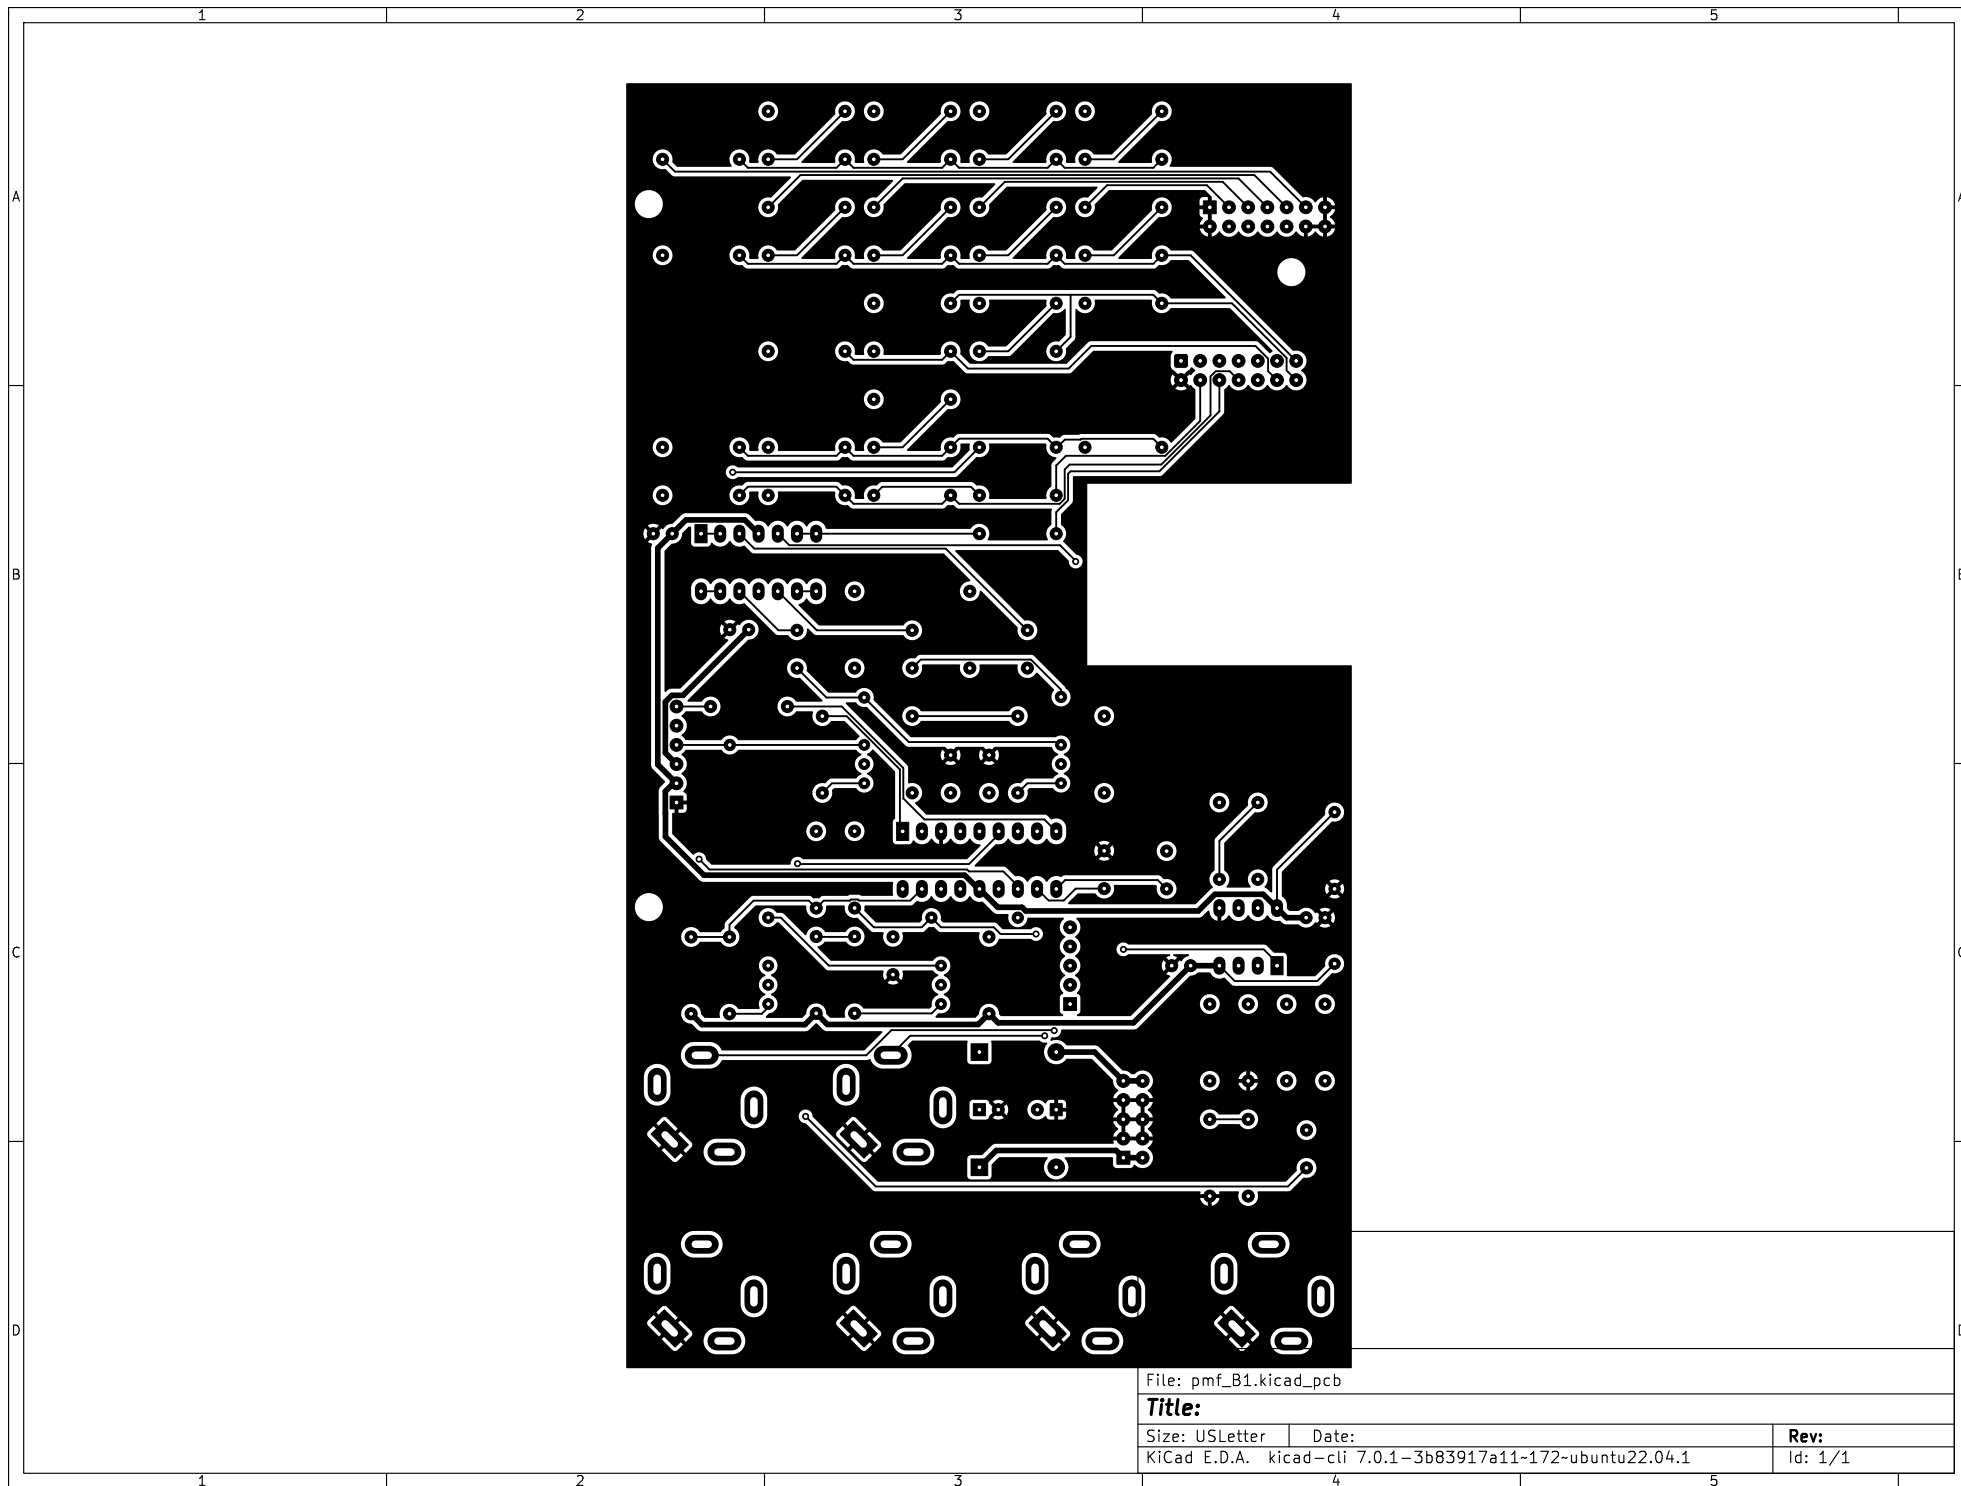 1 2 3 4 5
A A
B B
C C
D D
File: pmf_B1.kicad_pcb
Title:
Size: USLetter Date: Rev:
KiCad E.D.A. kicad-cli 7.0.1-3b83917a11~172~ubuntu22.04.1 Id: 1/1
1 2 3 4 5